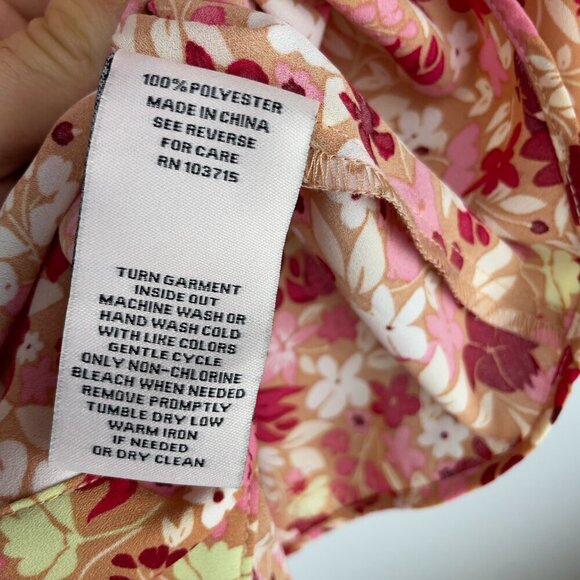 100% POLYESTER
MADE IN CHINA
SEE REVERSE
FOR CARE
RN 103715
TURN GARMENT
INSIDE OUT
MACHINE WASH OR
HAND WASH COLD
WITH LIKE COLORS
GENTLE CYCLE
ONLY NON-CHLORINE
BLEACH WHEN NEEDED
REMOVE PROMPTLY
TUMBLE DRY LOW
WARM IRON
IF NEEDED
OR DRY CLEAN